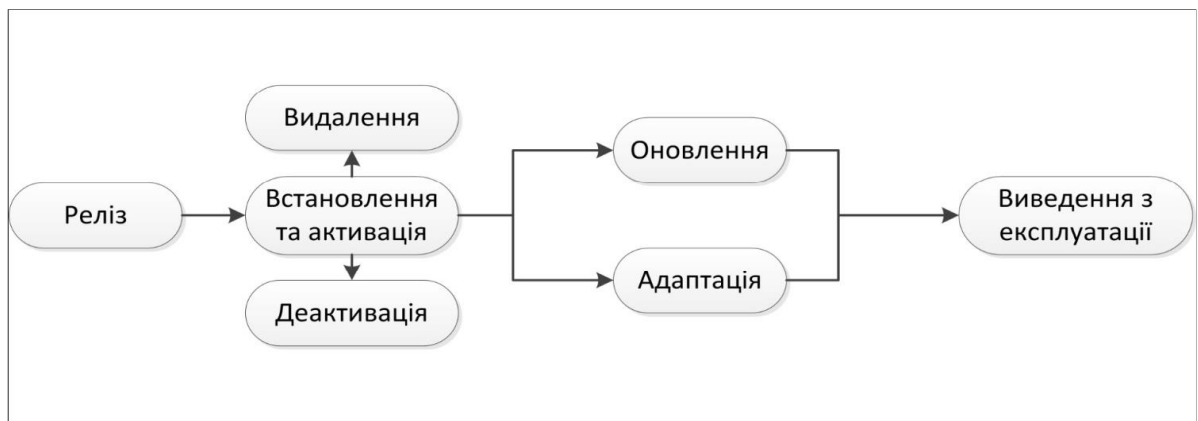 Реліз
Видалення
Встановлення
та активація
Деактивація
Оновлення
Адаптація
Виведення з
експлуатації